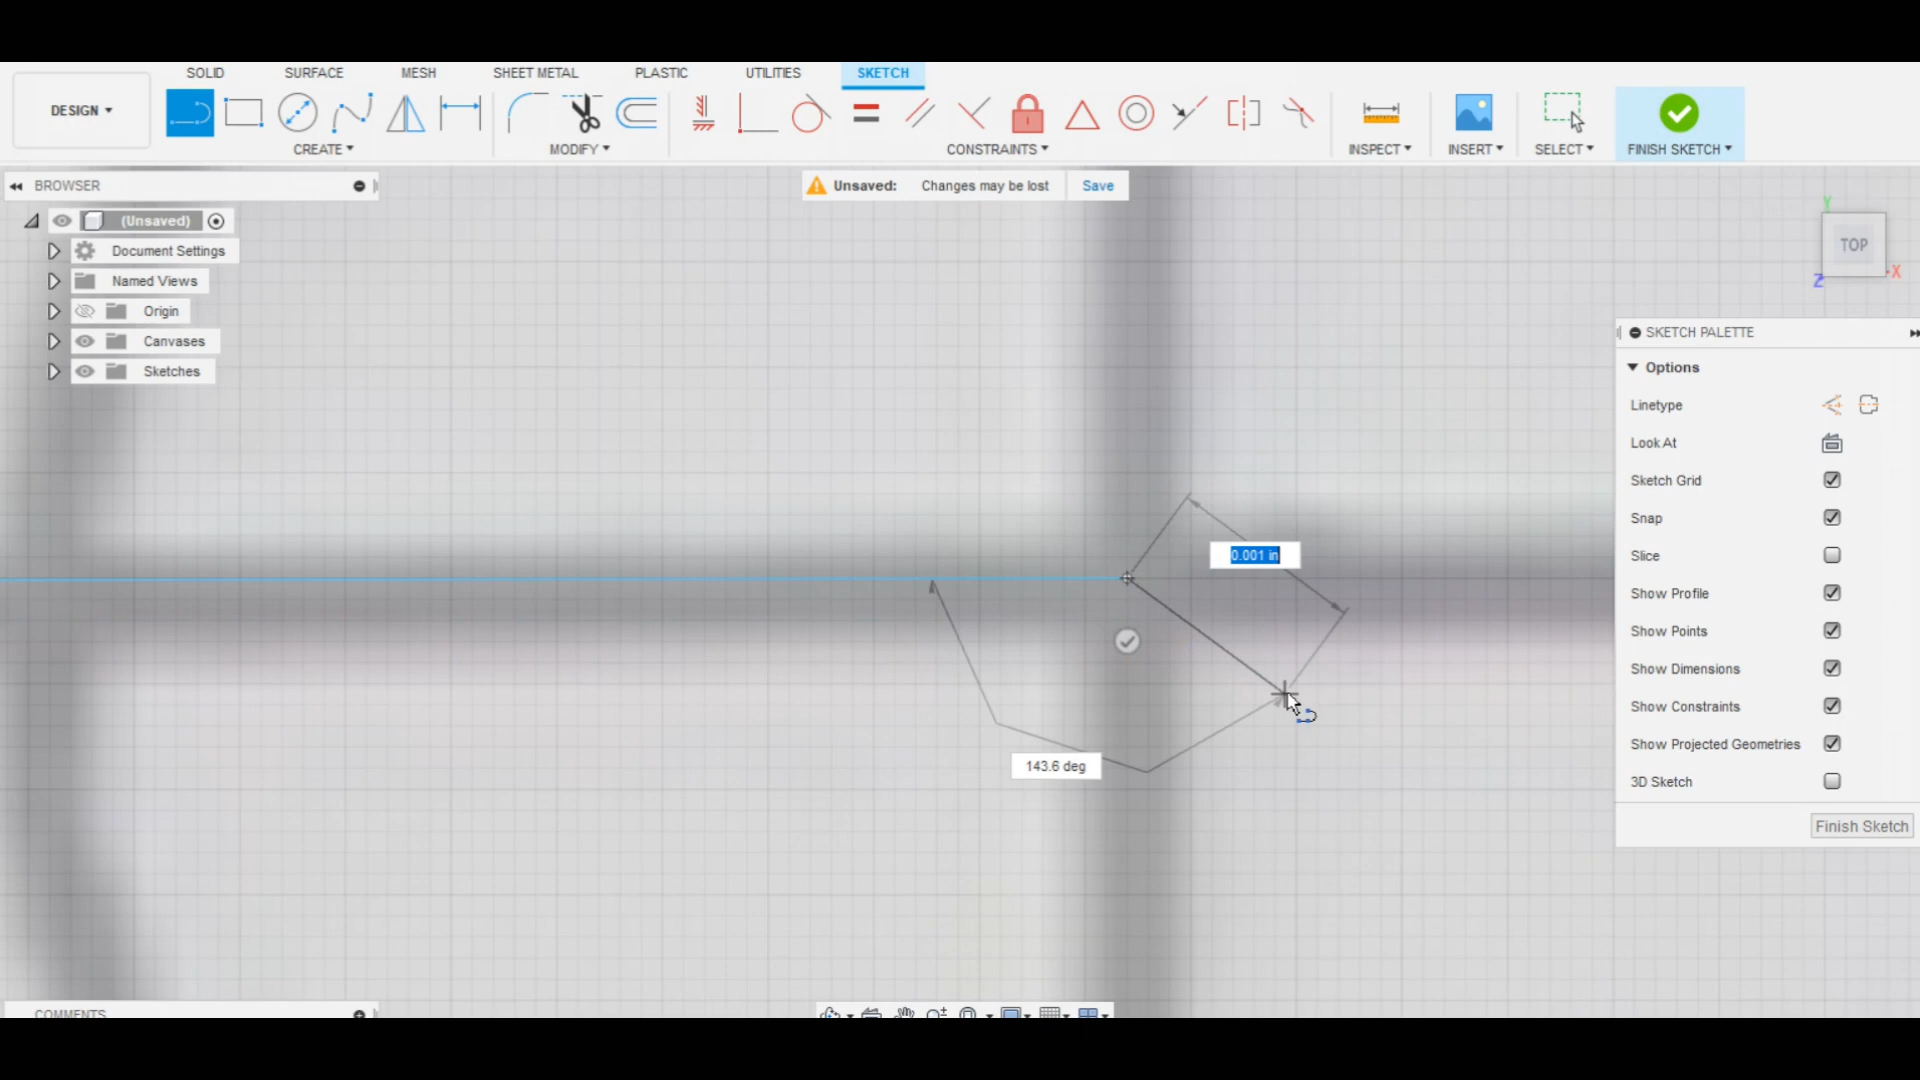 SOLID SURFACE MESH SHEET METAL PLASTIC UTILITIES SKETCH
DESIGN
CREATE MODIFY CONSTRAINTS INSPECT INSERT SELECT FINISH SKETCH
BROWSER
Unsaved: Changes may be lost Save
(Unsaved)
Document Settings
Named Views
Origin
Canvases
Sketches
Y
TOP
X
Z
SKETCH PALETTE
Options
Linetype
Look At
Sketch Grid
Snap
Slice
Show Profile
Show Points
Show Dimensions
Show Constraints
Show Projected Geometries
3D Sketch
Finish Sketch
0.001 in
143.6 deg
COMMENTS